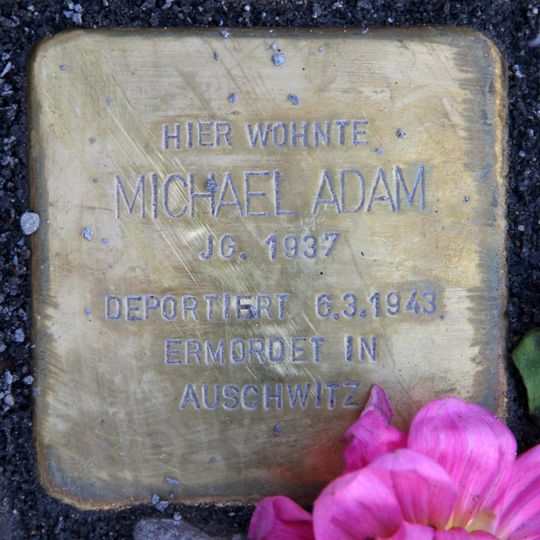 HIER WOHNTE
MICHAEL ADAM
JG. 1937
DEPORTIERT 6.3.1943
ERMORDET IN
AUSCHWITZ